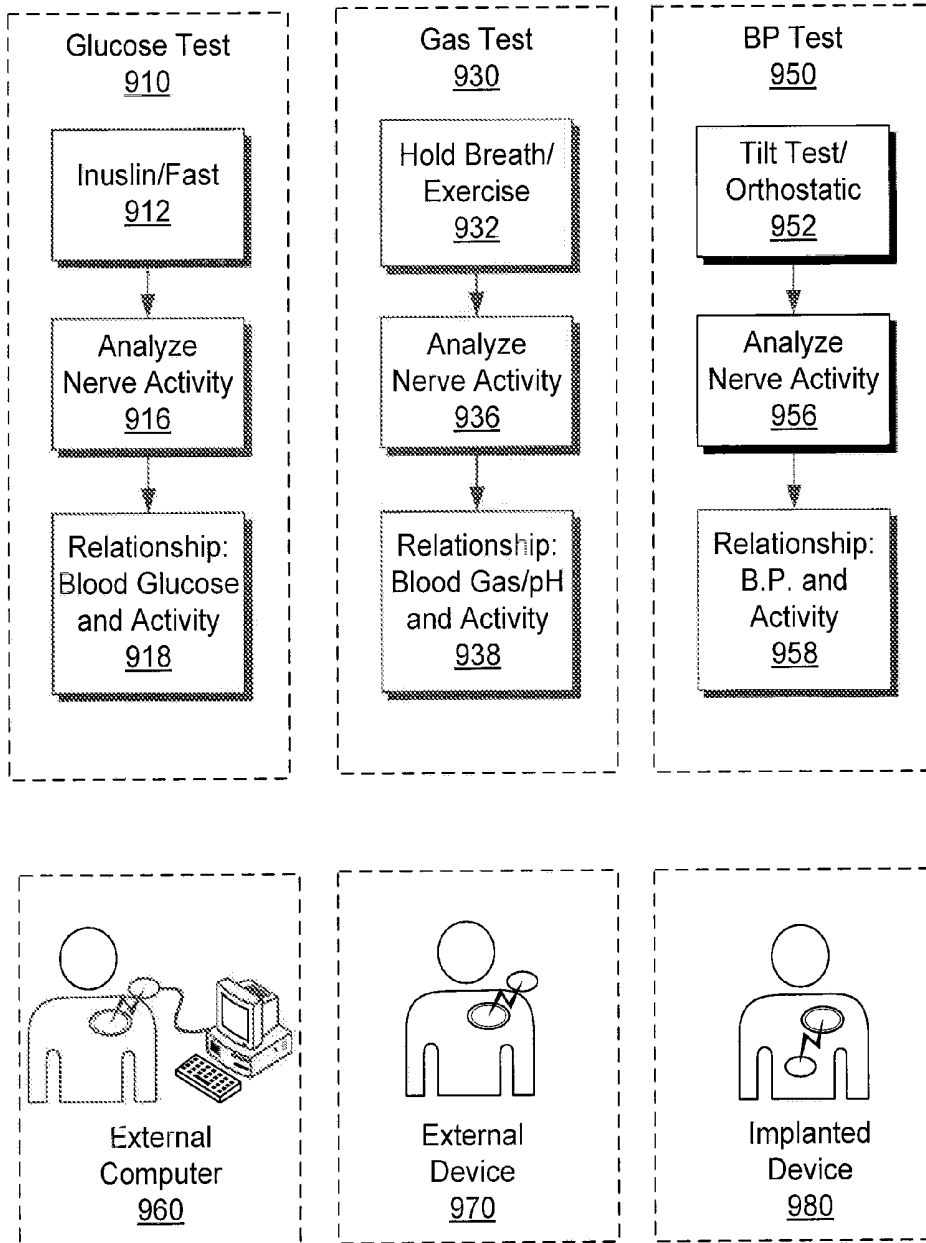 Glucose Test
910
Inuslin/Fast
912
Analyze
Nerve Activity
916
Relationship:
Blood Glucose
and Activity
918
Gas Test
930
Hold Breath/
Exercise
932
Analyze
Nerve Activity
936
Relationship:
Blood Gas/pH
and Activity
938
BP Test
950
Tilt Test/
Orthostatic
952
Analyze
Nerve Activity
956
Relationship:
B.P. and
Activity
958
External
Computer
960
External
Device
970
Implanted
Device
980